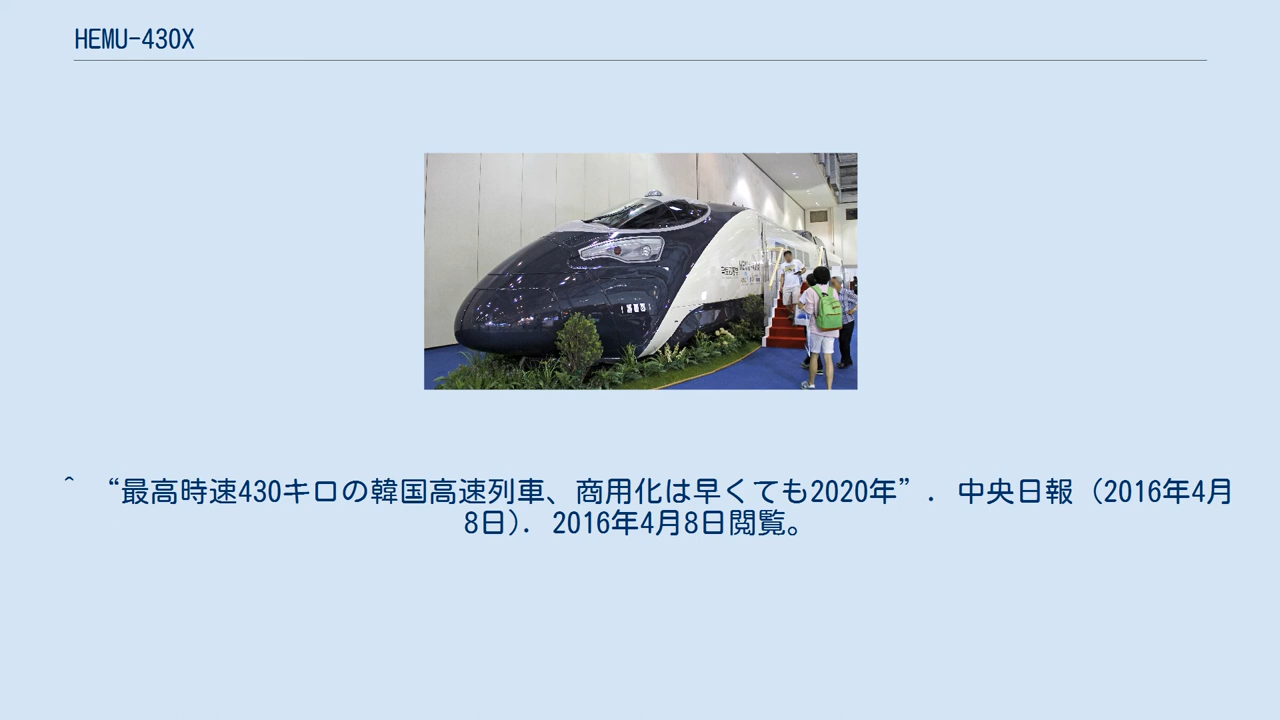 HEMU-430X
^ “最高時速430キロの韓国高速列車、商用化は早くても2020年”. 中央日報 (2016年4月
8日). 2016年4月8日閲覧。